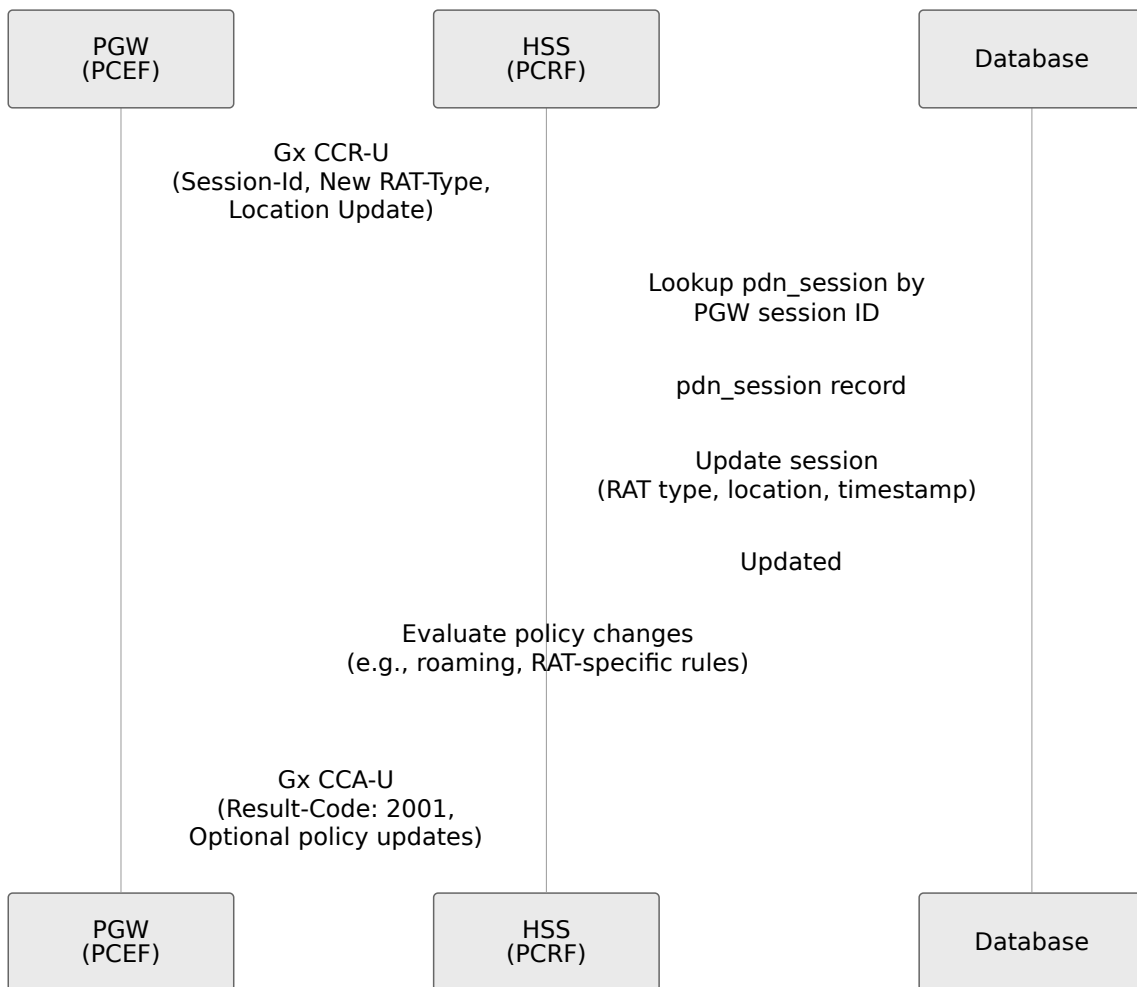 PGW
(PCEF)
HSS
(PCRF)
Database
Gx CCR-U
(Session-Id, New RAT-Type,
Location Update)
Lookup pdn_session by
PGW session ID
pdn_session record
Update session
(RAT type, location, timestamp)
Updated
Evaluate policy changes
(e.g., roaming, RAT-specific rules)
Gx CCA-U
(Result-Code: 2001,
Optional policy updates)
PGW
(PCEF)
HSS
(PCRF)
Database